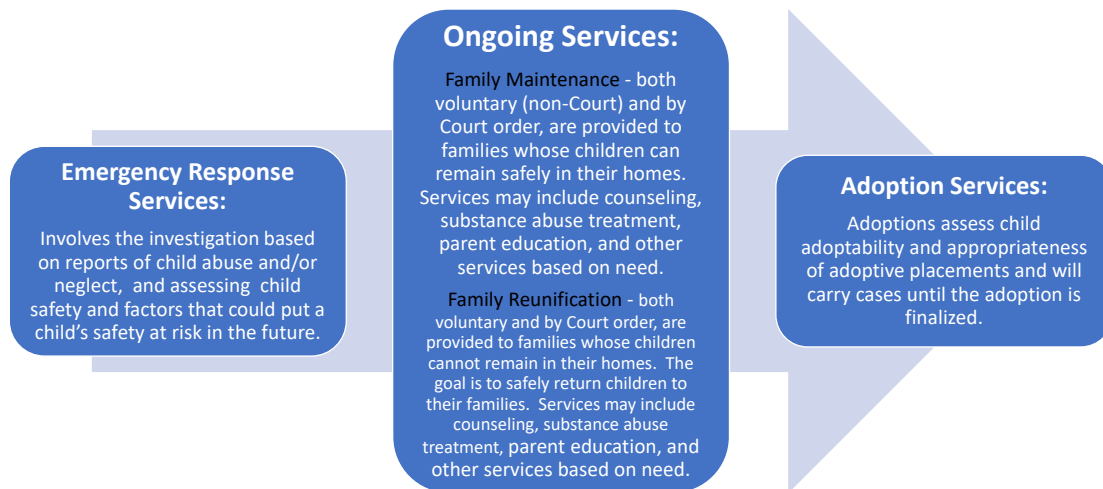 Emergency Response
Services:
Involves the investigation based
on reports of child abuse and/or
neglect, and assessing child
safety and factors that could put a
child's safety at risk in the future.
Ongoing Services:
Family Maintenance - both
voluntary (non-Court) and by
Court order, are provided to
families whose children can
remain safely in their homes.
Services may include counseling,
substance abuse treatment,
parent education, and other
services based on need.
Family Reunification - both
voluntary and by Court order, are
provided to families whose children
cannot remain in their homes. The
goal is to safely return children to
their families. Services may include
counseling, substance abuse
treatment, parent education, and
other services based on need.
Adoption Services:
Adoptions assess child
adoptability and appropriateness
of adoptive placements and will
carry cases until the adoption is
finalized.